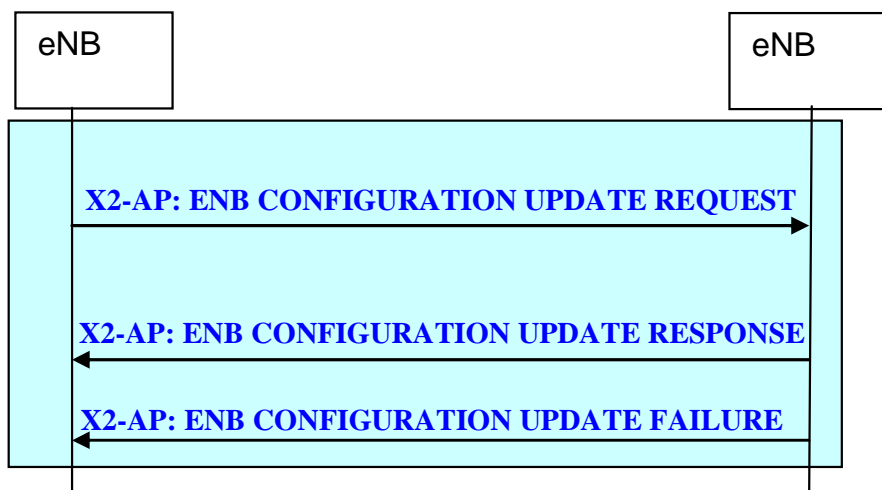 eNB
eNB
X2-AP: ENB CONFIGURATION UPDATE REQUEST
X2-AP: ENB CONFIGURATION UPDATE RESPONSE
X2-AP: ENB CONFIGURATION UPDATE FAILURE